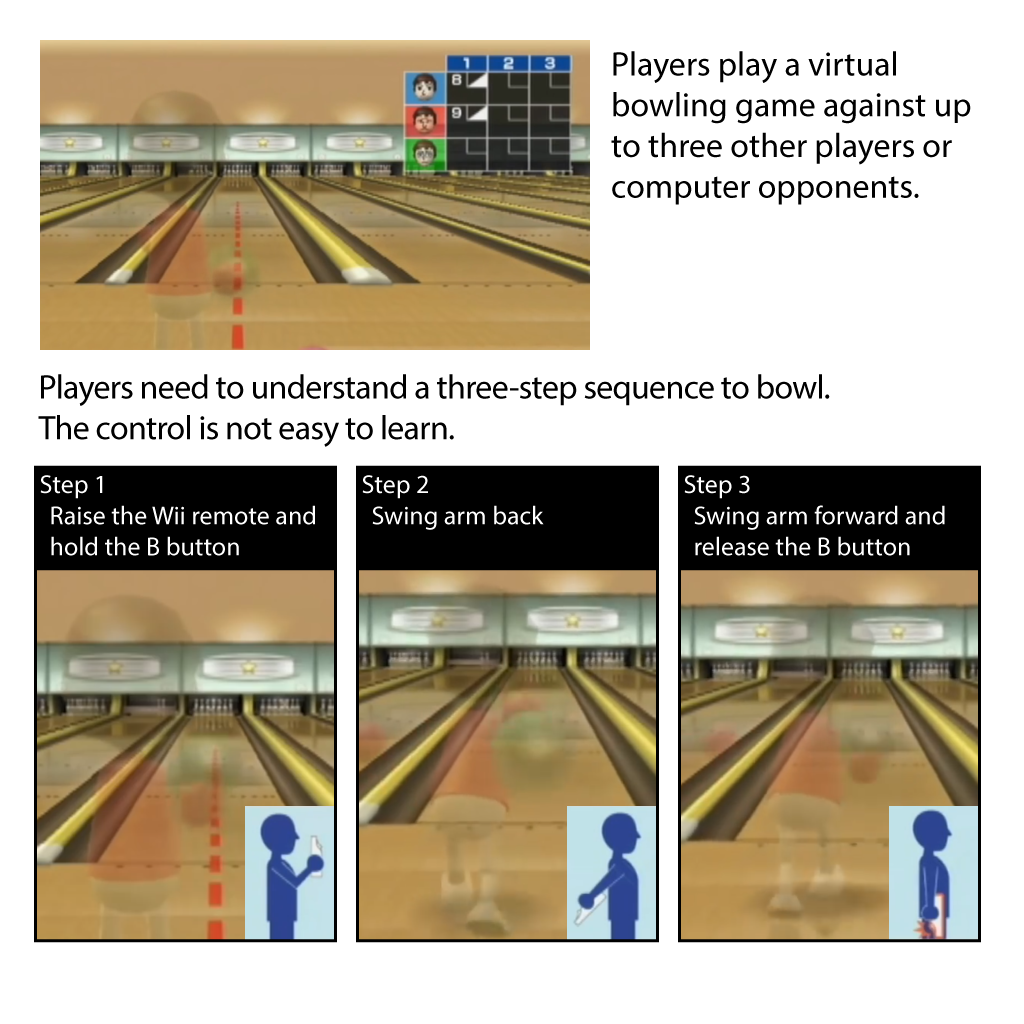 1 2 3
8
9
Players play a virtual
bowling game against up
to three other players or
computer opponents.
Players need to understand a three-step sequence to bowl.
The control is not easy to learn.
Step 1
Raise the Wii remote and
hold the B button
Step 2
Swing arm back
Step 3
Swing arm forward and
release the B button